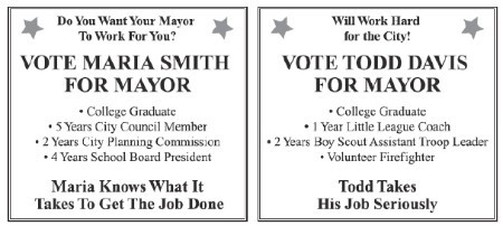 Do You Want Your Mayor
To Work For You?
VOTE MARIA SMITH
FOR MAYOR
• College Graduate
• 5 Years City Council Member
• 2 Years City Planning Commission
• 4 Years School Board President
Maria Knows What It
Takes To Get The Job Done
Will Work Hard
for the City!
VOTE TODD DAVIS
FOR MAYOR
• College Graduate
• 1 Year Little League Coach
• 2 Years Boy Scout Assistant Troop Leader
• Volunteer Firefighter
Todd Takes
His Job Seriously